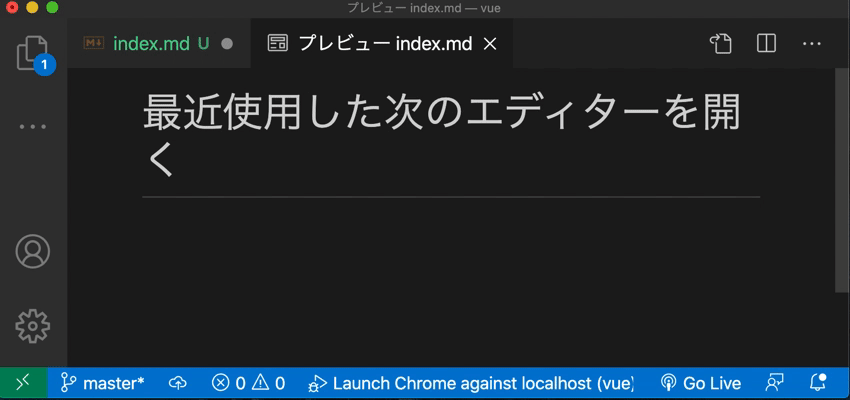 プレビュー index.md — vue
index.md U
プレビュー index.md
1
最近使用した次のエディターを開
く
master* 0 0 Launch Chrome against localhost (vue) Go Live